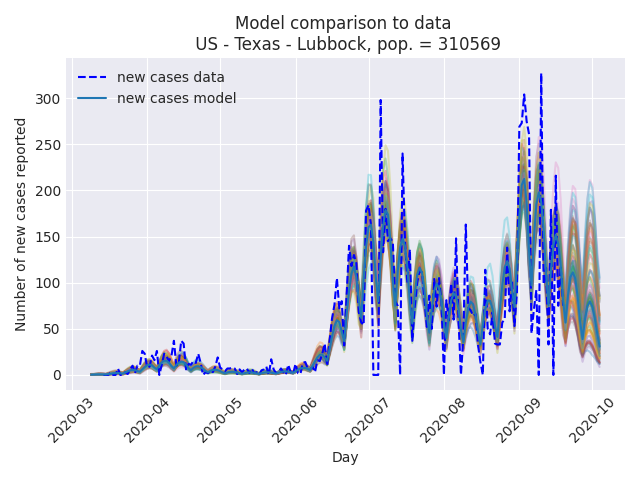 Model comparison to data
US - Texas - Lubbock, pop. = 310569
new cases data
new cases model
Number of new cases reported
300
250
200
150
100
50
0
2020-03
2020-04
2020-05
2020-06
2020-07
2020-08
2020-09
2020-10
Day